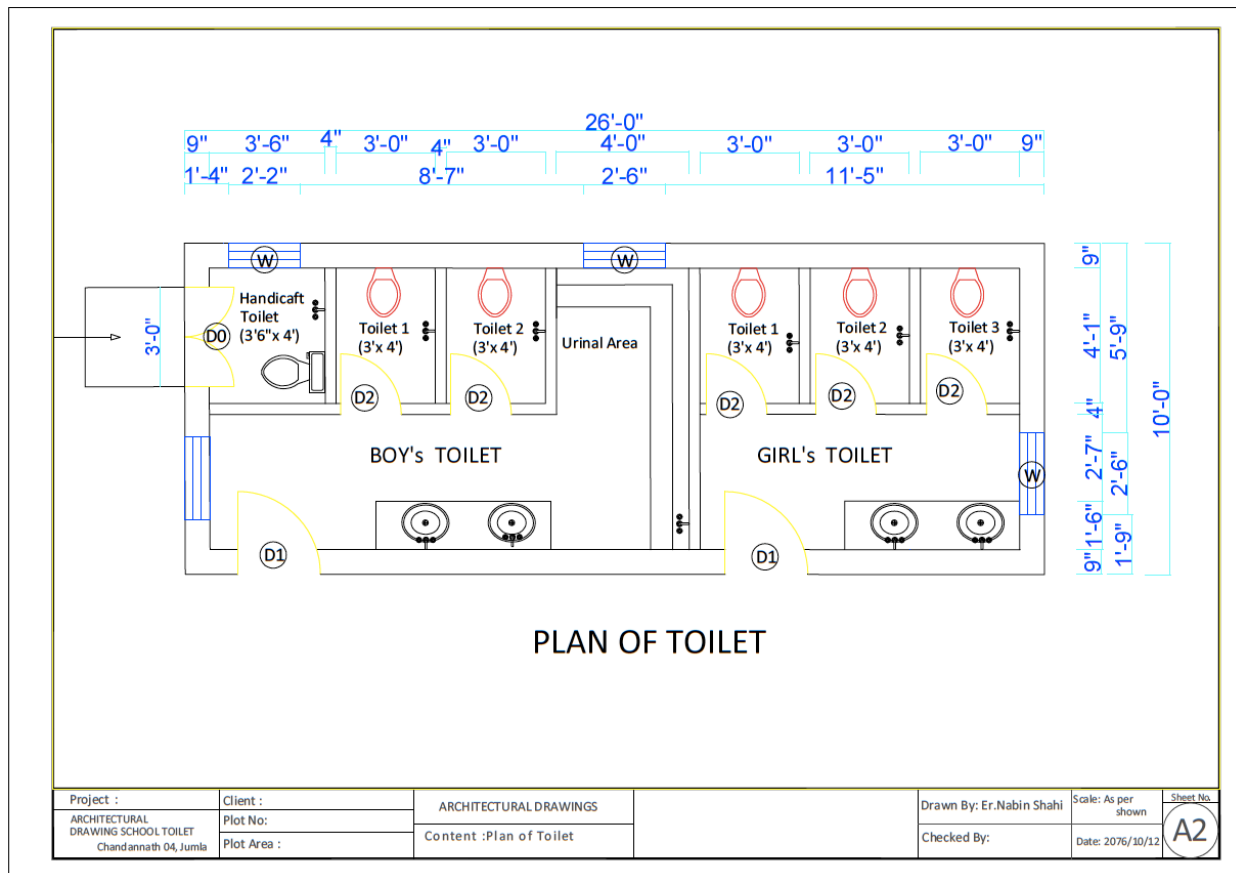 26'-0"
9" 3'-6" 4" 3'-0" 4" 3'-0" 4'-0" 3'-0" 3'-0" 3'-0" 9"
1'-4" 2'-2" 8'-7" 2'-6" 11'-5"
W
W
Handicaft
Toilet
(3'6"x 4')
D0
3'-0"
Toilet 1
(3'x 4')
Toilet 2
(3'x 4')
Urinal Area
Toilet 1
(3'x 4')
Toilet 2
(3'x 4')
Toilet 3
(3'x 4')
D2
D2
D2
D2
D2
BOY's TOILET
GIRL's TOILET
W
D1
D1
9"
4'-1"
4"
2'-7"
1'-6"
9"
5'-9"
2'-6"
1'-9"
10'-0"
PLAN OF TOILET
Project :
ARCHITECTURAL
DRAWING SCHOOL TOILET
Chandannath 04, Jumla
Client :
Plot No:
Plot Area :
ARCHITECTURAL DRAWINGS
Content :Plan of Toilet
Drawn By: Er.Nabin Shahi
Checked By:
Scale: As per
shown
Date: 2076/10/12
Sheet No.
A2